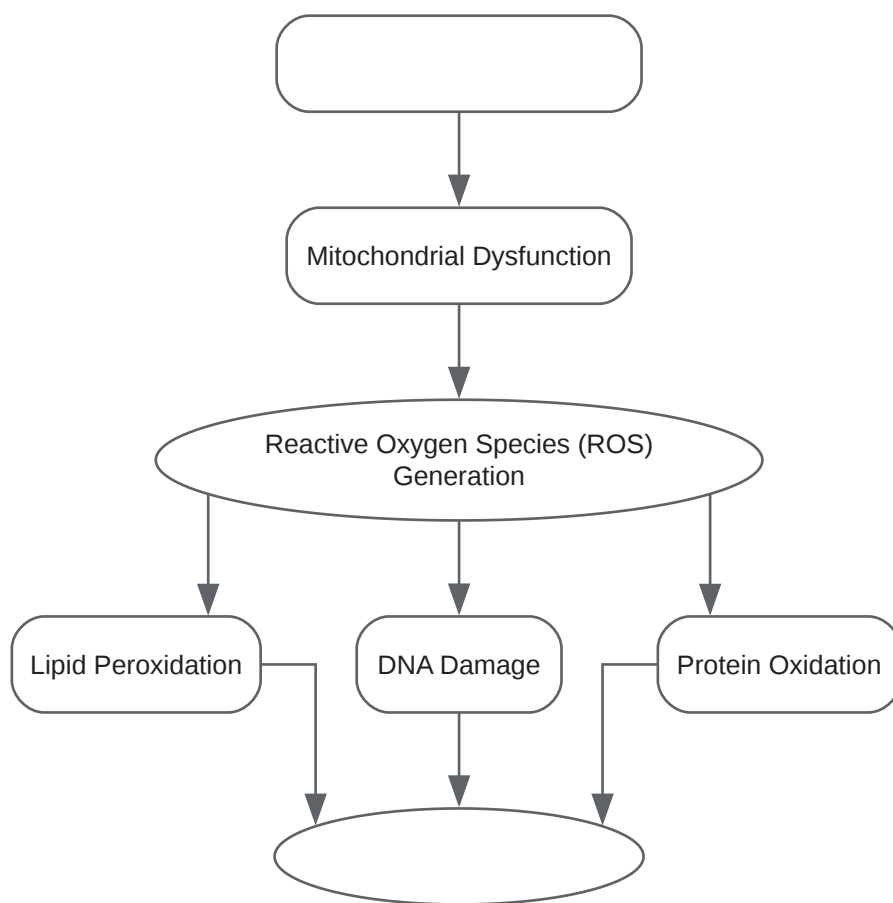 Mitochondrial Dysfunction
Reactive Oxygen Species (ROS)
Generation
Lipid Peroxidation
DNA Damage
Protein Oxidation